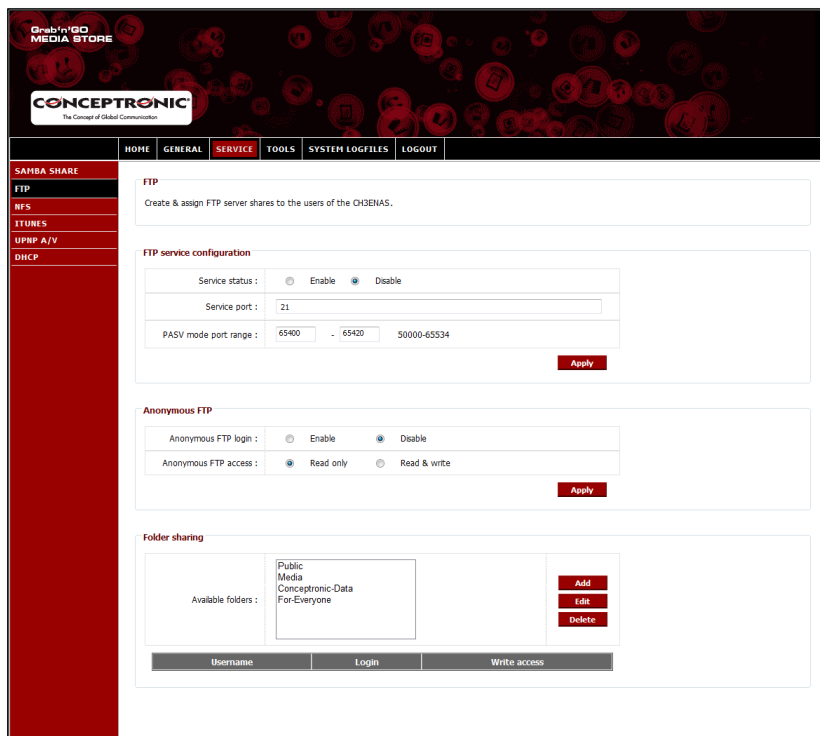 Grab'n'GO
MEDIA STORE
CONCEPTRONIC
The Concept of Global Communication
HOME GENERAL SERVICE TOOLS SYSTEM LOGFILES LOGOUT
SAMBA SHARE
FTP
NFS
ITUNES
UPNP A/V
DHCP
FTP
Create & assign FTP server shares to the users of the CH3ENAS.
FTP service configuration
Service status : Enable Disable
Service port : 21
PASV mode port range : 65400 - 65420 50000-65534
Apply
Anonymous FTP
Anonymous FTP login : Enable Disable
Anonymous FTP access : Read only Read & write
Apply
Folder sharing
Available folders :
Public
Media
Conceptronic-Data
For-Everyone
Add
Edit
Delete
Username Login Write access